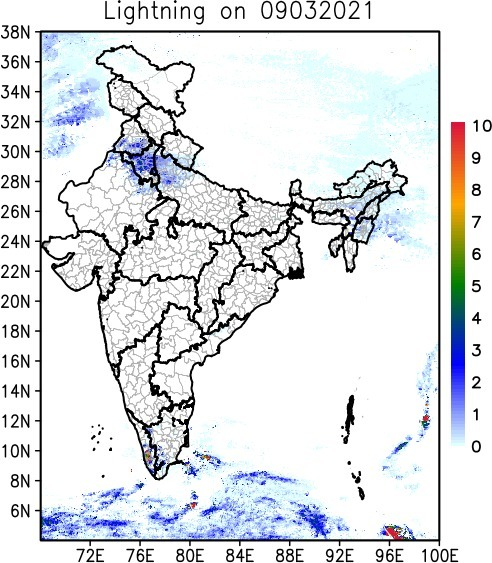 Lightning on 09032021
38N
36N
34N
32N
30N
28N
26N
24N
22N
20N
18N
16N
14N
12N
10N
8N
6N
72E 76E 80E 84E 88E 92E 96E 100E
10
9
8
7
6
5
4
3
2
1
0